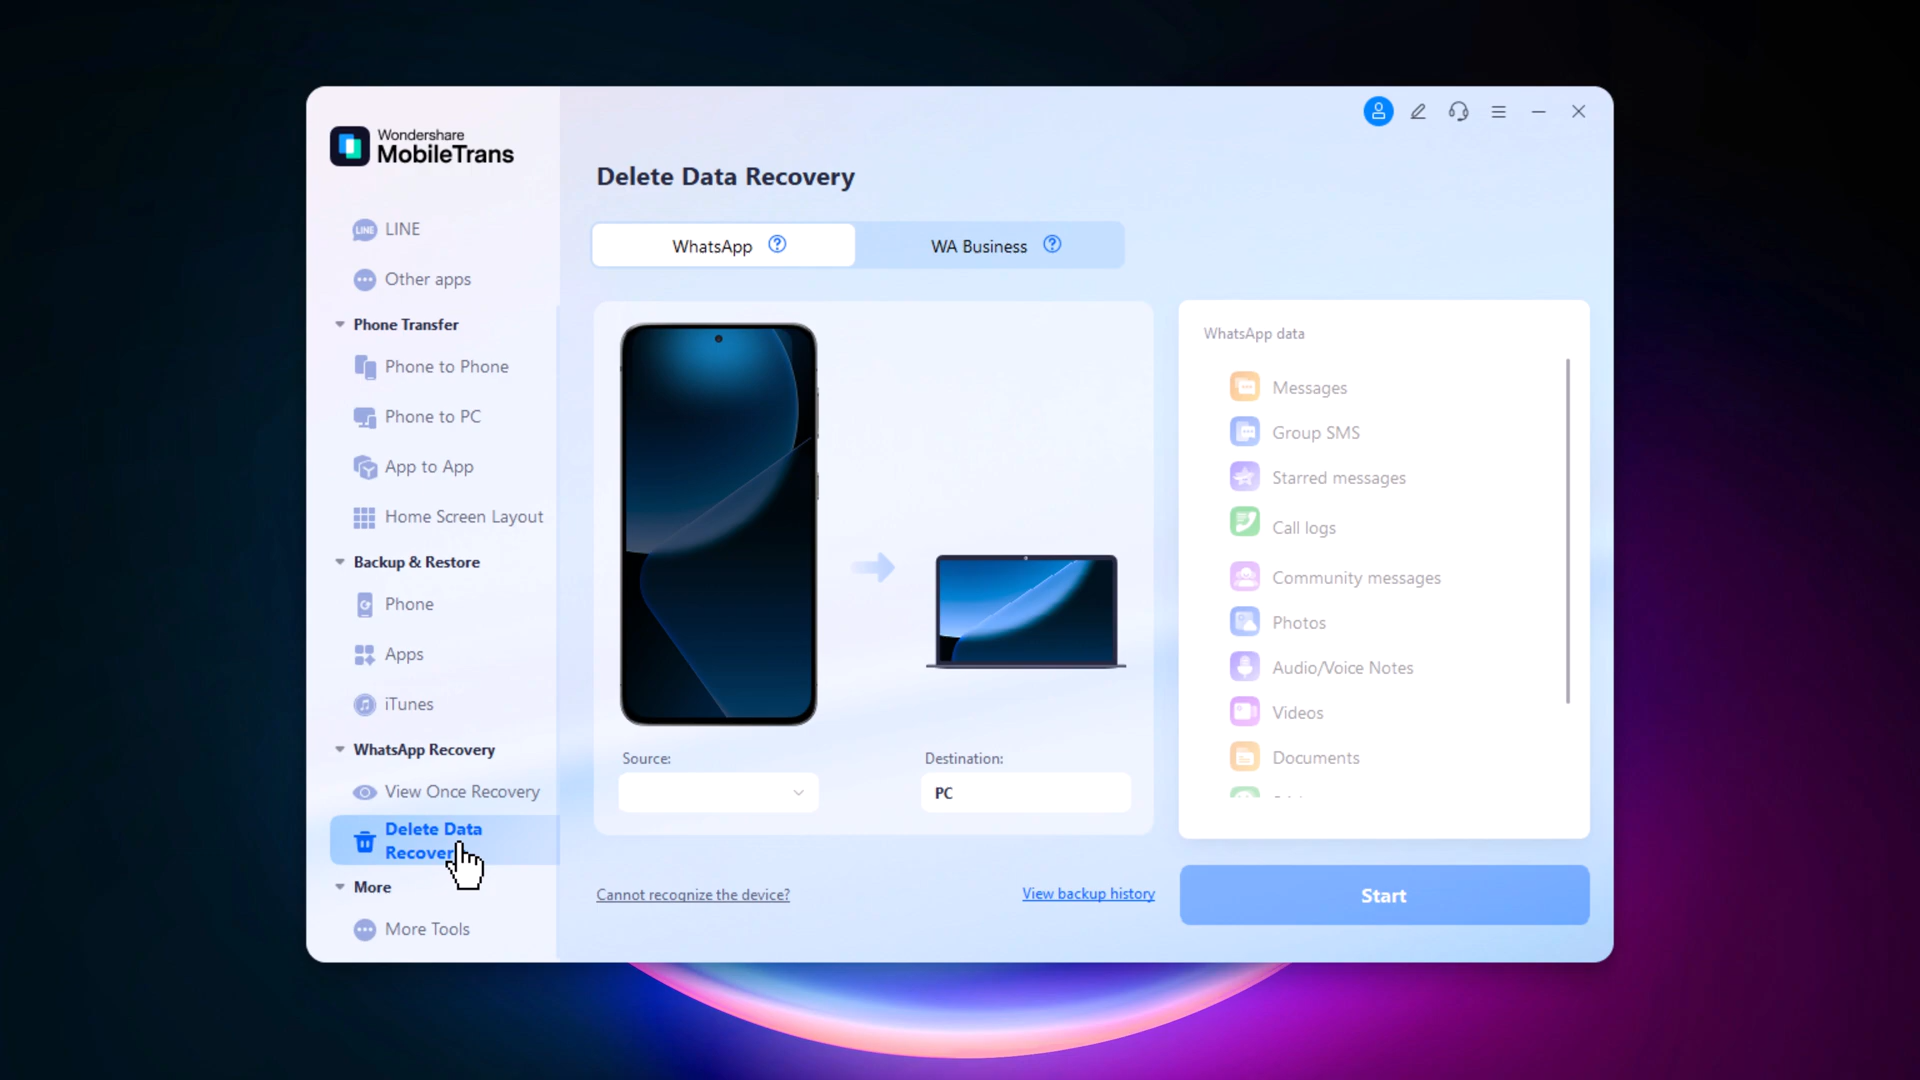 Wondershare
MobileTrans
LINE
LINE
Other apps
Phone Transfer
Phone to Phone
Phone to PC
App to App
Home Screen Layout
Backup & Restore
Phone
Apps
iTunes
WhatsApp Recovery
View Once Recovery
Delete Data
Recover
More
More Tools
Delete Data Recovery
WhatsApp
WA Business
Source:
Destination:
PC
Cannot recognize the device?
View backup history
WhatsApp data
Messages
Group SMS
Starred messages
Call logs
Community messages
Photos
Audio/Voice Notes
Videos
Documents
Start